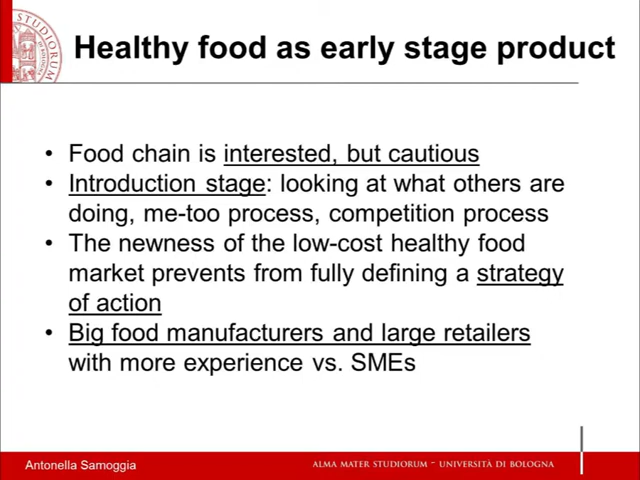 Healthy food as early stage product
• Food chain is interested, but cautious
• Introduction stage: looking at what others are
doing, me-too process, competition process
• The newness of the low-cost healthy food
market prevents from fully defining a strategy
of action
• Big food manufacturers and large retailers
with more experience vs. SMEs
Antonella Samoggia
ALMA MATER STUDIORUM – UNIVERSITÀ DI BOLOGNA